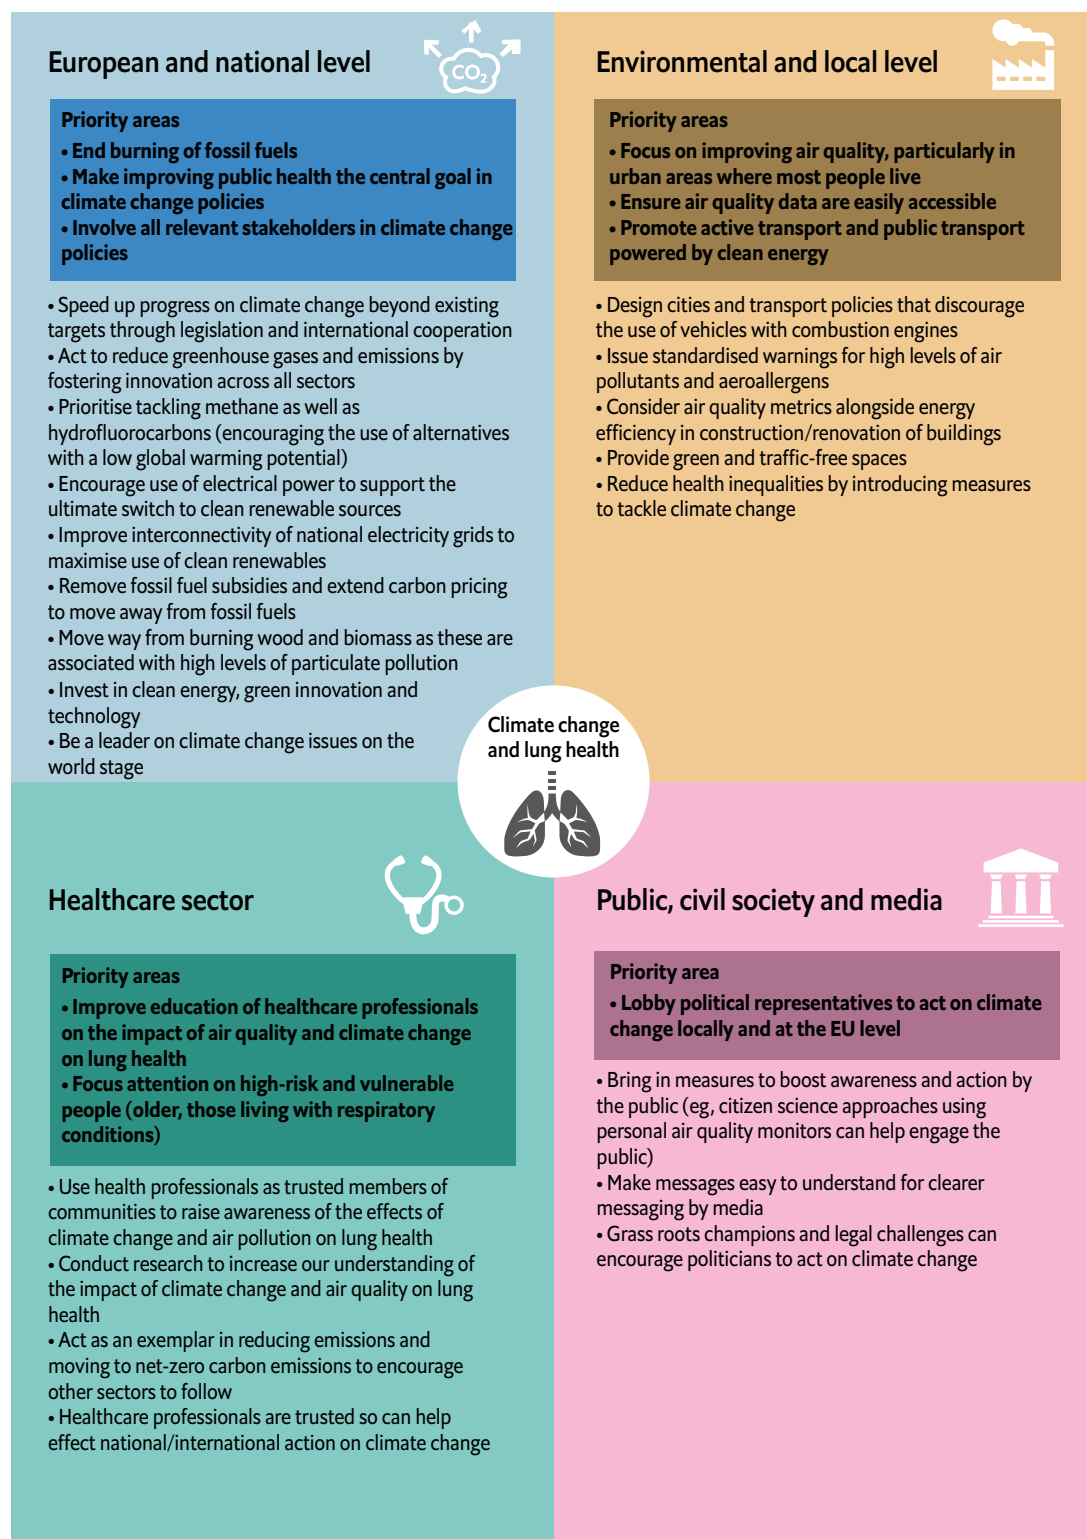 European and national level
CO2
Priority areas
• End burning of fossil fuels
• Make improving public health the central goal in
climate change policies
• Involve all relevant stakeholders in climate change
policies
• Speed up progress on climate change beyond existing
targets through legislation and international cooperation
• Act to reduce greenhouse gases and emissions by
fostering innovation across all sectors
• Prioritise tackling methane as well as
hydrofluorocarbons (encouraging the use of alternatives
with a low global warming potential)
• Encourage use of electrical power to support the
ultimate switch to clean renewable sources
• Improve interconnectivity of national electricity grids to
maximise use of clean renewables
• Remove fossil fuel subsidies and extend carbon pricing
to move away from fossil fuels
• Move way from burning wood and biomass as these are
associated with high levels of particulate pollution
• Invest in clean energy, green innovation and
technology
• Be a leader on climate change issues on the
world stage
Environmental and local level
Priority areas
• Focus on improving air quality, particularly in
urban areas where most people live
• Ensure air quality data are easily accessible
• Promote active transport and public transport
powered by clean energy
• Design cities and transport policies that discourage
the use of vehicles with combustion engines
• Issue standardised warnings for high levels of air
pollutants and aeroallergens
• Consider air quality metrics alongside energy
efficiency in construction/renovation of buildings
• Provide green and traffic-free spaces
• Reduce health inequalities by introducing measures
to tackle climate change
Climate change
and lung health
Healthcare sector
Priority areas
• Improve education of healthcare professionals
on the impact of air quality and climate change
on lung health
• Focus attention on high-risk and vulnerable
people (older, those living with respiratory
conditions)
• Use health professionals as trusted members of
communities to raise awareness of the effects of
climate change and air pollution on lung health
• Conduct research to increase our understanding of
the impact of climate change and air quality on lung
health
• Act as an exemplar in reducing emissions and
moving to net-zero carbon emissions to encourage
other sectors to follow
• Healthcare professionals are trusted so can help
effect national/international action on climate change
Public, civil society and media
Priority area
• Lobby political representatives to act on climate
change locally and at the EU level
• Bring in measures to boost awareness and action by
the public (eg, citizen science approaches using
personal air quality monitors can help engage the
public)
• Make messages easy to understand for clearer
messaging by media
• Grass roots champions and legal challenges can
encourage politicians to act on climate change